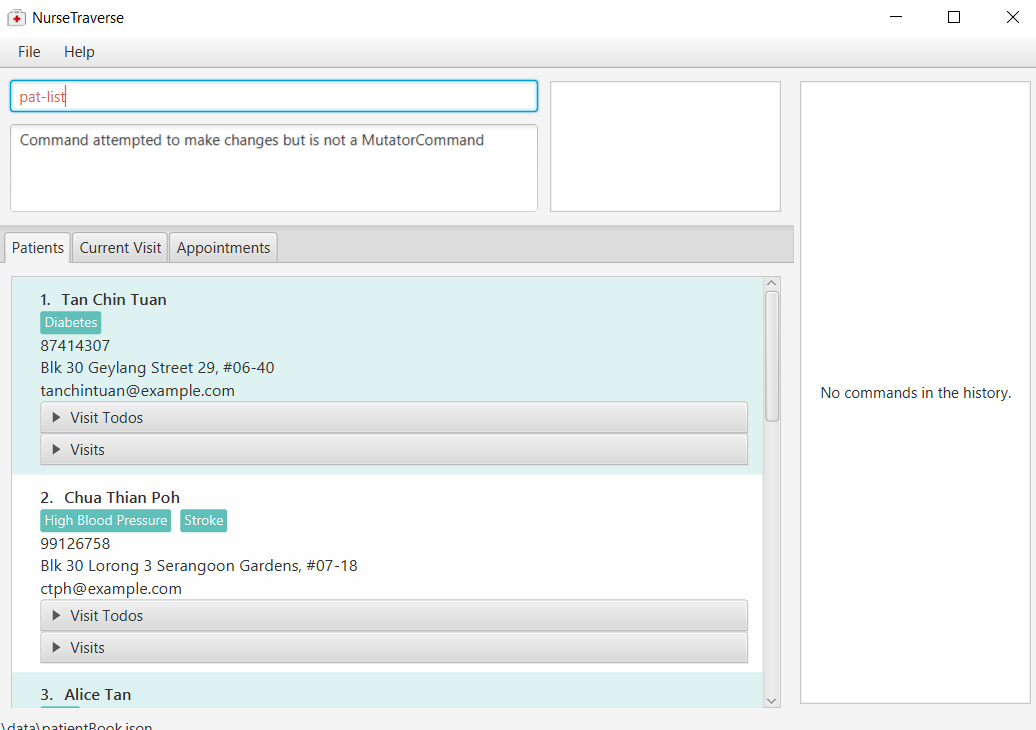 NurseTraverse
File Help
pat-list
Command attempted to make changes but is not a MutatorCommand
Patients Current Visit Appointments
1. Tan Chin Tuan
Diabetes
87414307
Blk 30 Geylang Street 29, #06-40
tanchintuan@example.com
Visit Todos
Visits
2. Chua Thian Poh
High Blood Pressure Stroke
99126758
Blk 30 Lorong 3 Serangoon Gardens, #07-18
ctph@example.com
Visit Todos
Visits
3. Alice Tan
No commands in the history.
\data\patientBook.json